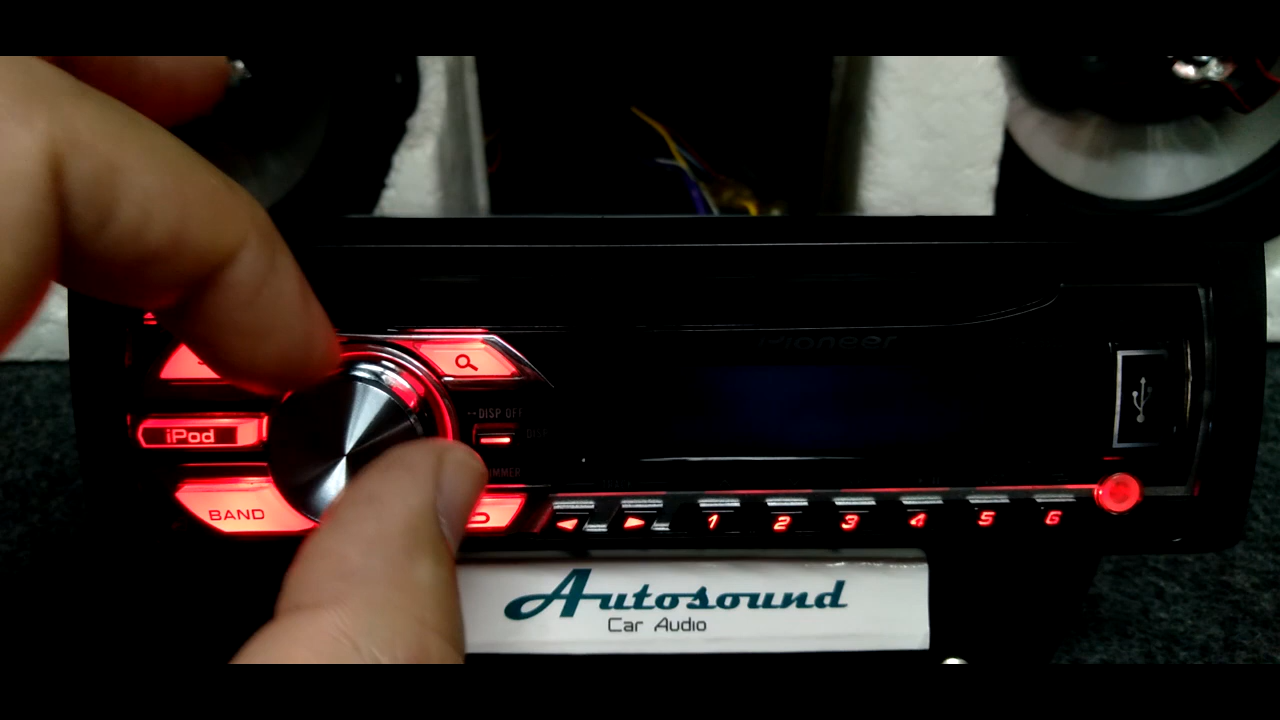 Pioneer
DISP OFF
iPod
BAND
1 2 3 4 5 6
Autosound
Car Audio